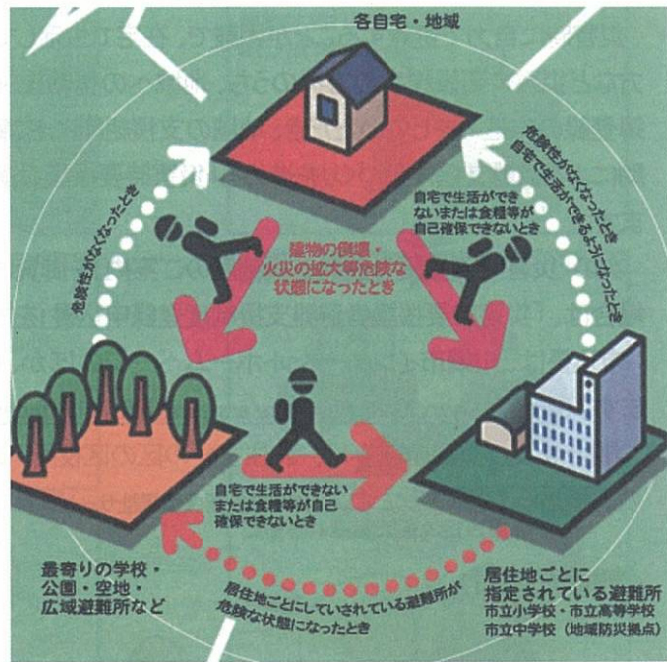 各自宅・地域
危険性がなくなったとき
危険性がなくなったとき
自宅で生活ができるようになったとき
自宅で生活ができ
ないまたは食糧等が
自己確保できないとき
建物の倒壊・
火災の拡大等危険な
状態になったとき
自宅で生活ができない
または食糧等が自己
確保できないとき
最寄りの学校・
公園・空地・
広域避難所など
居住地ごとにしていされている避難所が
危険な状態になったとき
居住地ごとに
指定されている避難所
市立小学校・市立高等学校
市立中学校（地域防災拠点）